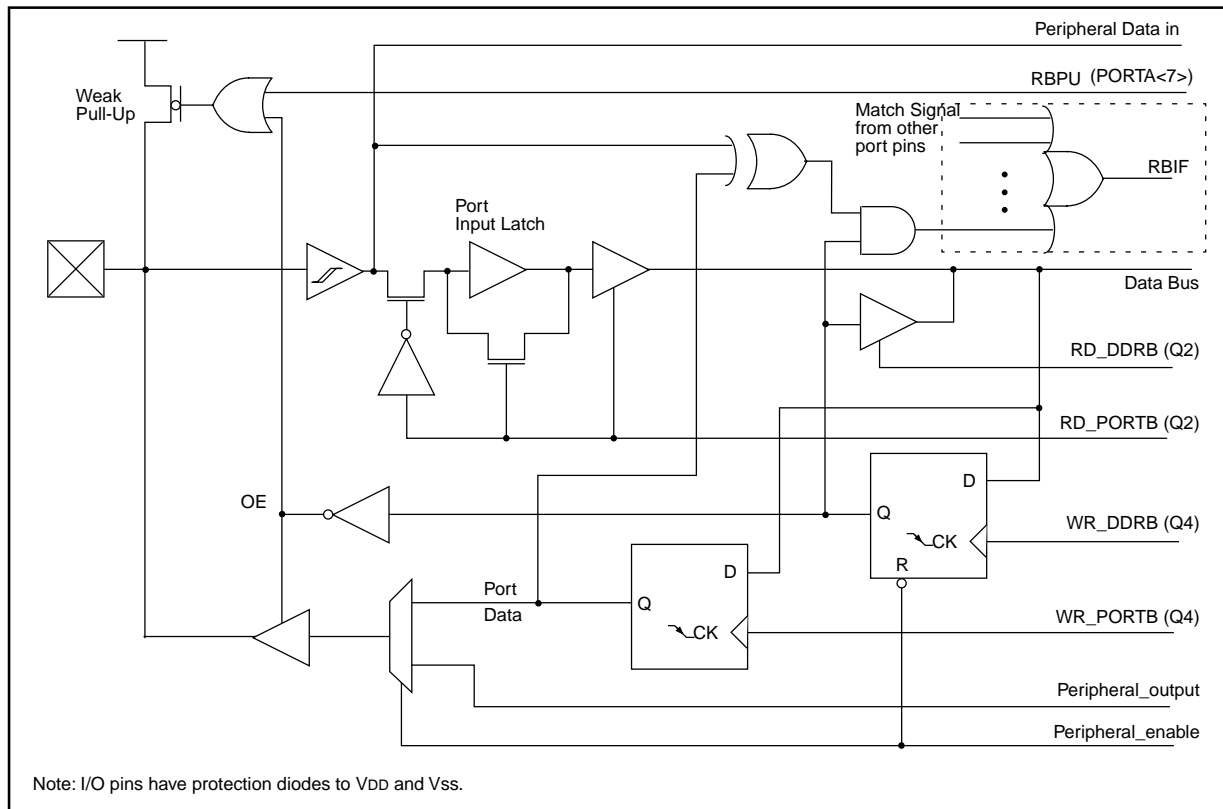 Peripheral Data in
RBPU (PORTA<7>)
Weak
Pull-Up
Match Signal
from other
port pins
RBIF
Port
Input Latch
Data Bus
RD_DDRB (Q2)
RD_PORTB (Q2)
D
OE
Q
WR_DDRB (Q4)
CK
R
D
Port
Data
Q
WR_PORTB (Q4)
CK
Peripheral_output
Peripheral_enable
Note: I/O pins have protection diodes to VDD and Vss.